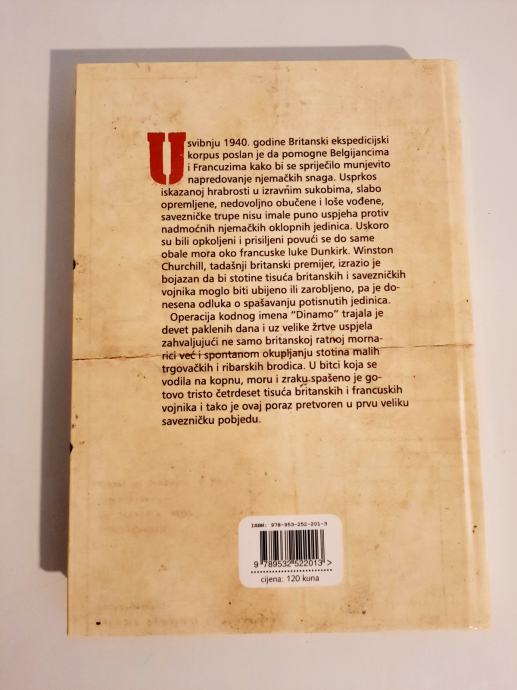 U svibnju 1940. godine Britanski ekspedicijski
korpus poslan je da pomogne Belgijancima
i Francuzima kako bi se spriječilo munjevito
napredovanje njemačkih snaga. Usprkos
iskazanoj hrabrosti u izravnim sukobima, slabo
opremljene, nedovoljno obučene i loše vođene,
savezničke trupe nisu imale puno uspjeha protiv
nadmoćnih njemačkih oklopnih jedinica. Uskoro
su bili opkoljeni i prisiljeni povući se do same
obale mora oko francuske luke Dunkirk. Winston
Churchill, tadašnji britanski premijer, izrazio je
bojazan da bi stotine tisuća britanskih i savezničkih
vojnika moglo biti ubijeno ili zarobljeno, pa je do-
nesena odluka o spašavanju potisnutih jedinica.
Operacija kodnog imena "Dinamo" trajala je
devet paklenih dana i uz velike žrtve uspjela
zahvaljujući ne samo britanskoj ratnoj morna-
rici već i spontanom okupljanju stotina malih
trgovačkih i ribarskih brodica. U bitci koja se
vodila na kopnu, moru i zraku spašeno je go-
tovo tristo četrdeset tisuća britanskih i francuskih
vojnika i tako je ovaj poraz pretvoren u prvu veliku
savezničku pobjedu.
ISBN: 978-953-252-201-3
9 789532 522013 >
cijena: 120 kuna